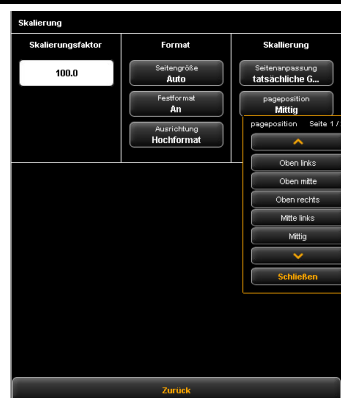 Skalierung
Skalierungsfaktor
100.0
Format
Seitengröße
Auto
Festformat
An
Ausrichtung
Hochformat
Skallierung
Seitenanpassung
tatsächliche G...
pageposition
Mittig
pageposition Seite 1 /
Oben links
Oben mitte
Oben rechts
Mitte links
Mittig
Schließen
Zurück